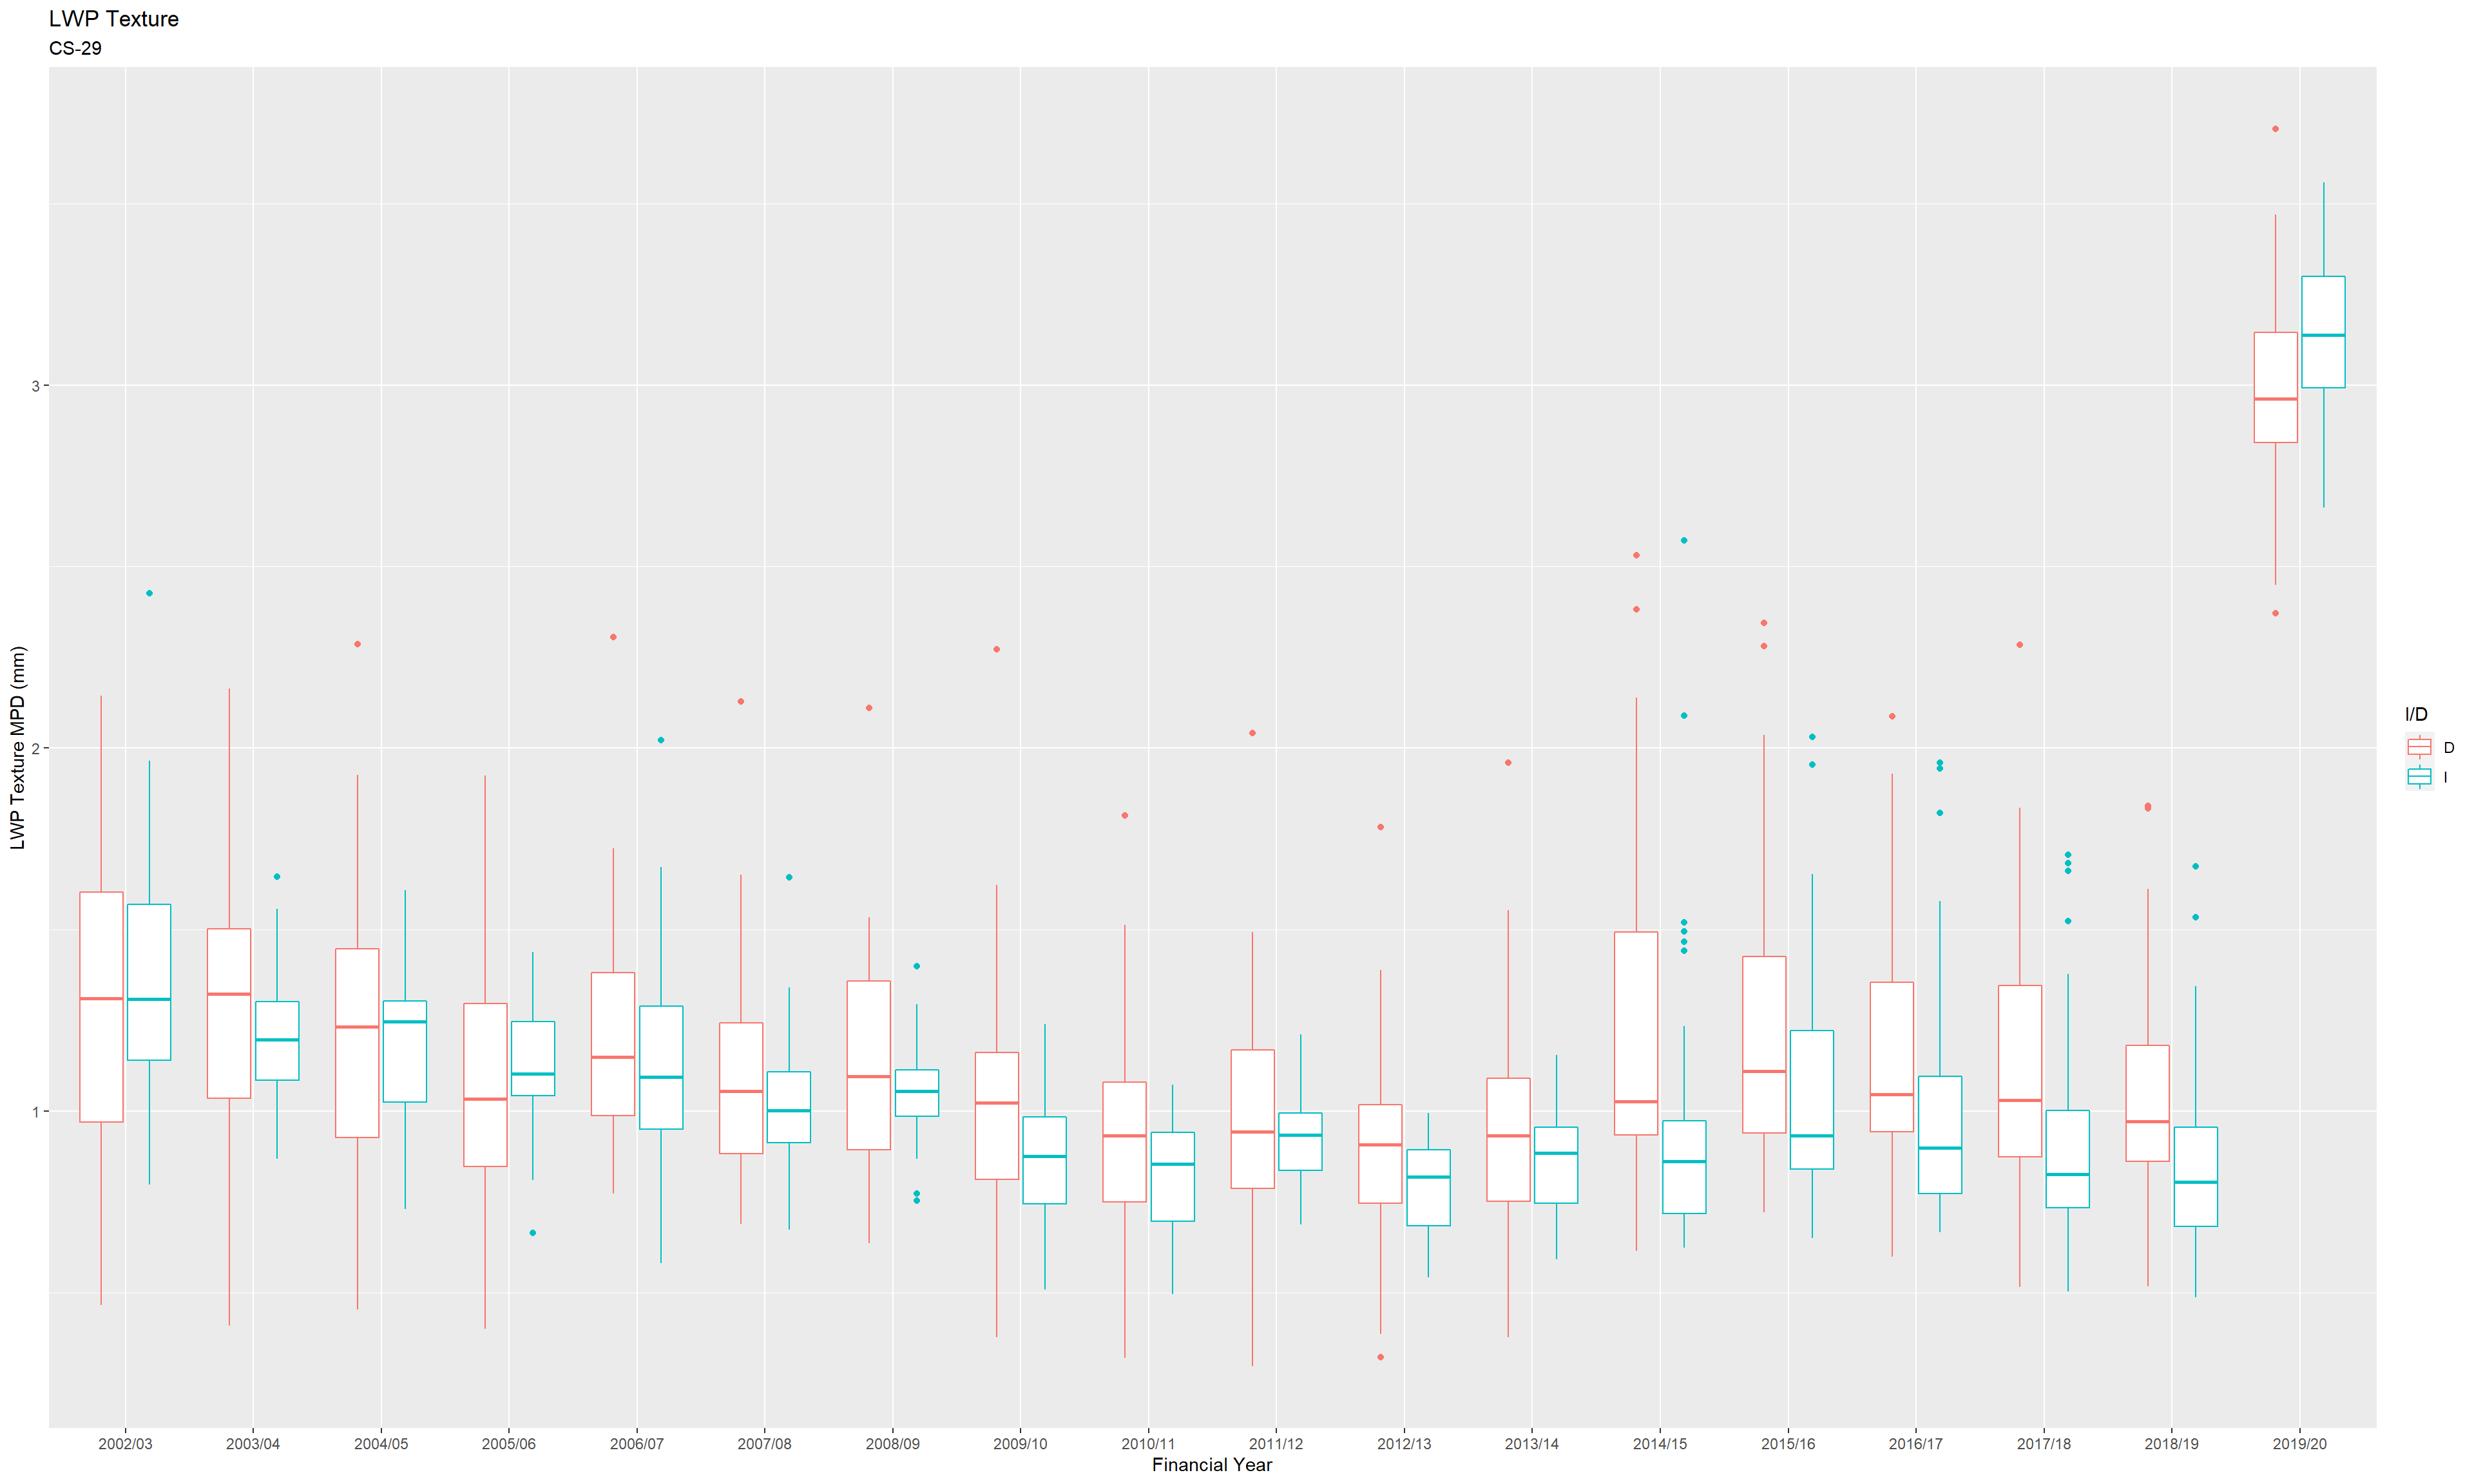 LWP Texture
CS-29
LWP Texture MPD (mm)
3
2
1
2002/03 2003/04 2004/05 2005/06 2006/07 2007/08 2008/09 2009/10 2010/11 2011/12 2012/13 2013/14 2014/15 2015/16 2016/17 2017/18 2018/19 2019/20
Financial Year
I/D
D
I